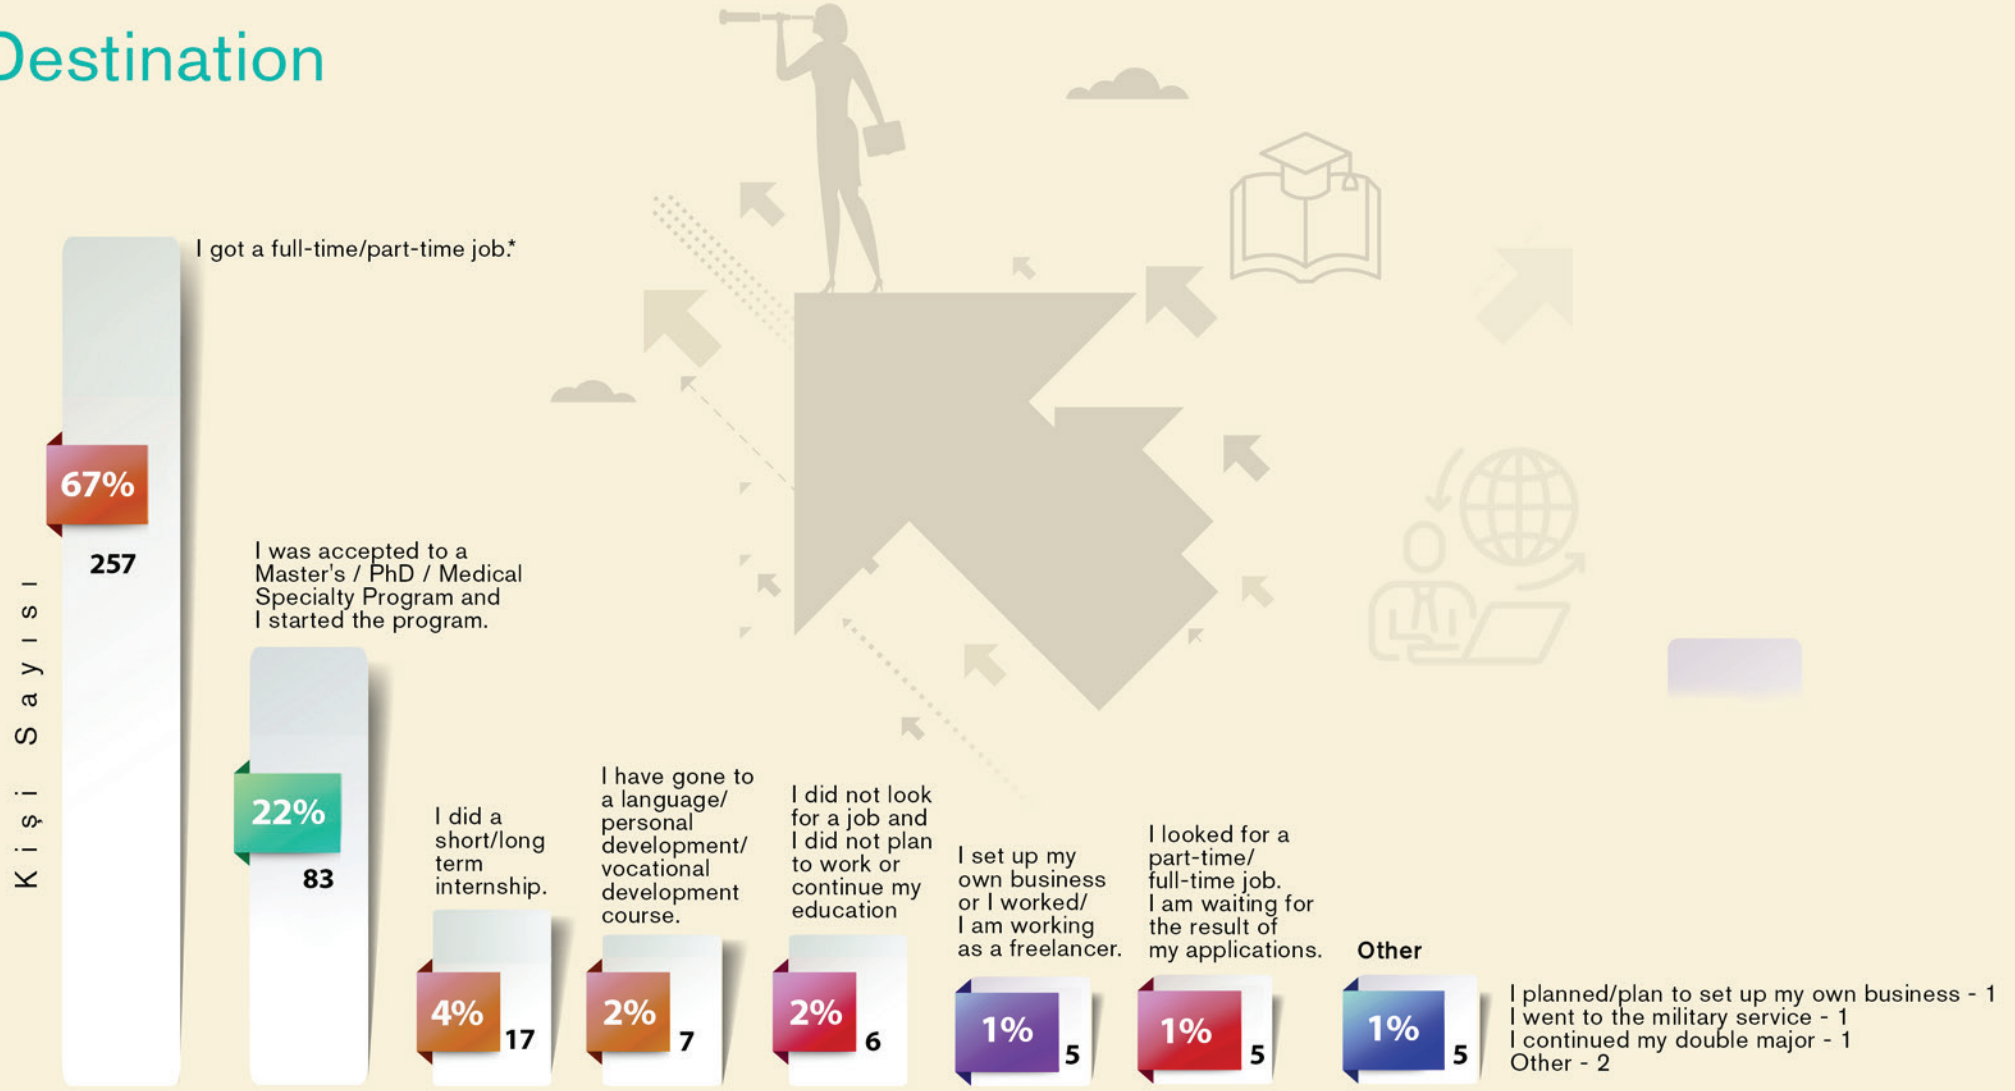 Destination
Kişi Sayısı
I got a full-time/part-time job.*
67%
257
I was accepted to a
Master's / PhD / Medical
Specialty Program and
I started the program.
22%
83
I did a
short/long
term
internship.
4%
17
I have gone to
a language/
personal
development/
vocational
development
course.
2%
7
I did not look
for a job and
I did not plan
to work or
continue my
education
2%
6
I set up my
own business
or I worked/
I am working
as a freelancer.
1%
5
I looked for a
part-time/
full-time job.
I am waiting for
the result of
my applications.
1%
5
Other
1%
5
I planned/plan to set up my own business - 1
I went to the military service - 1
I continued my double major - 1
Other - 2